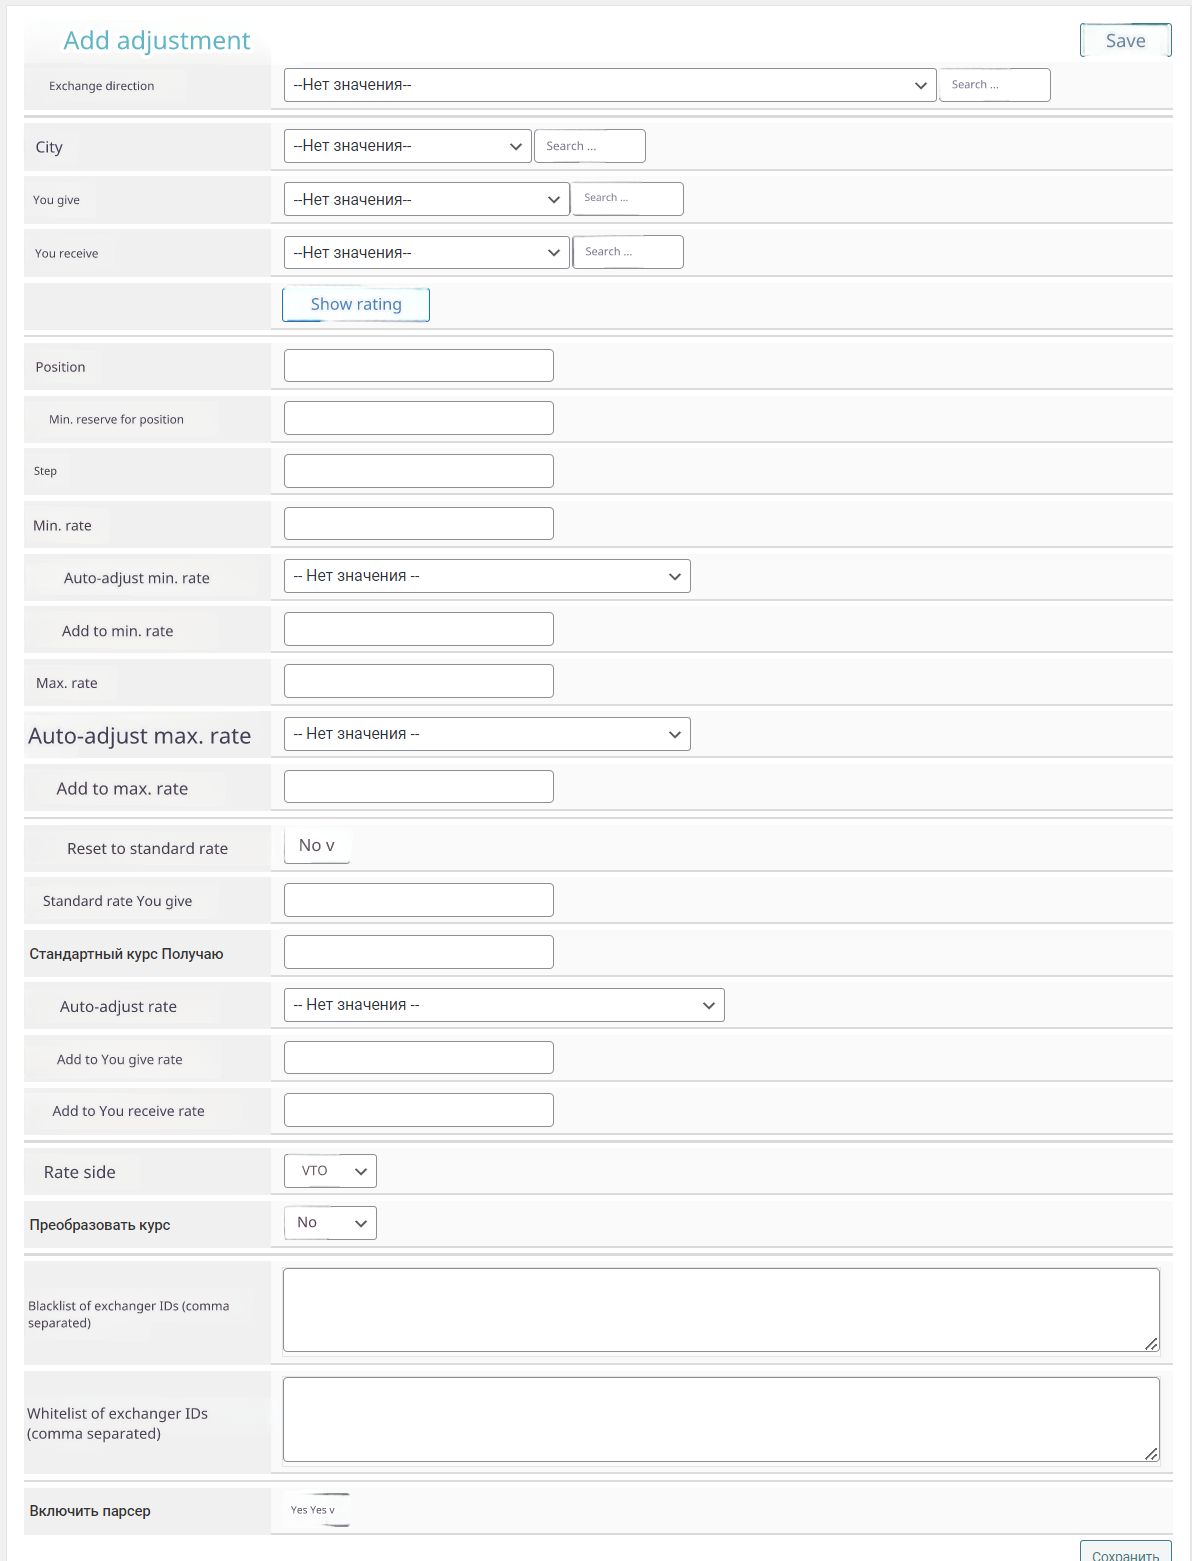 Add adjustment
Save
Exchange direction
--Нет значения--
Search ...
City
--Нет значения--
Search ...
You give
--Нет значения--
Search ...
You receive
--Нет значения--
Search ...
Show rating
Position
Min. reserve for position
Step
Min. rate
Auto-adjust min. rate
-- Нет значения --
Add to min. rate
Max. rate
Auto-adjust max. rate
-- Нет значения --
Add to max. rate
Reset to standard rate
No v
Standard rate You give
Стандартный курс Получаю
Auto-adjust rate
-- Нет значения --
Add to You give rate
Add to You receive rate
Rate side
VTO
Преобразовать курс
No
Blacklist of exchanger IDs (comma
separated)
Whitelist of exchanger IDs
(comma separated)
Включить парсер
Yes Yes v
Сохранить